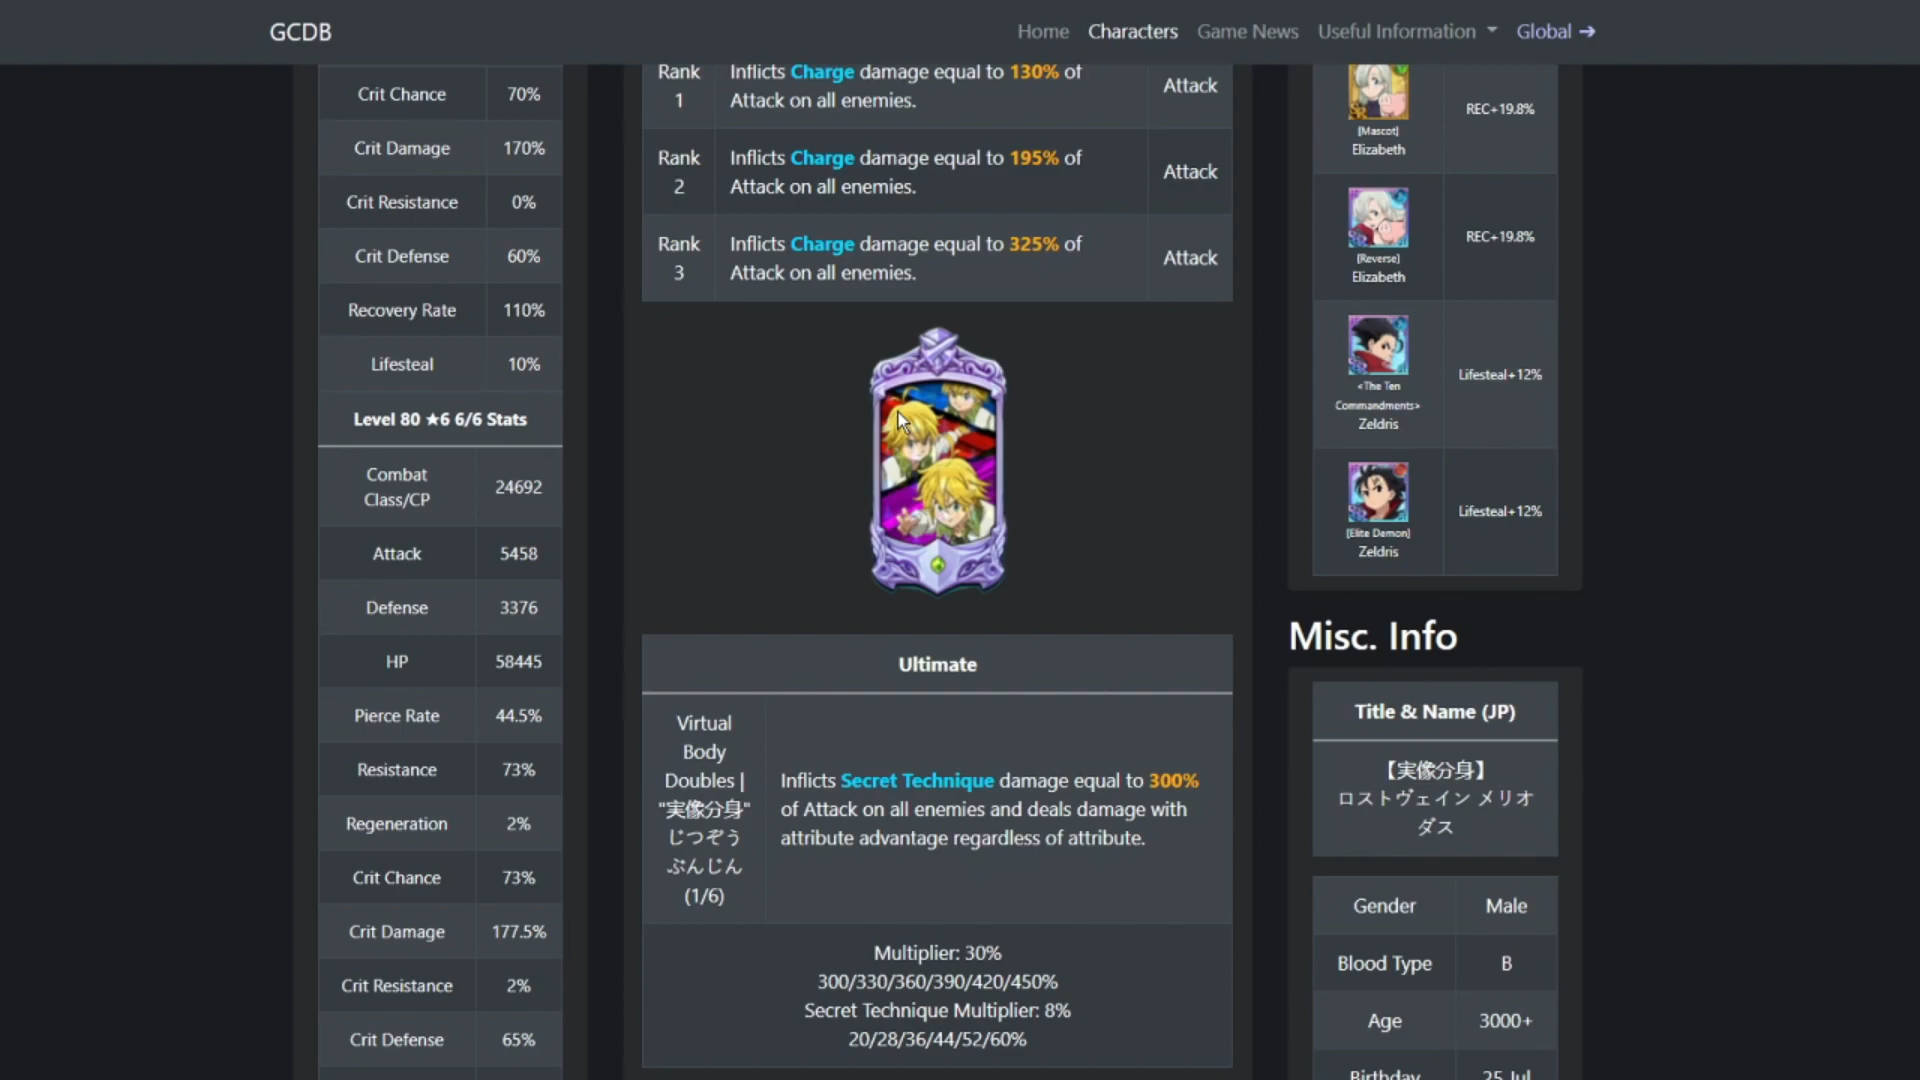 GCDB
Home
Characters
Game News
Useful Information
Global ➔
Crit Chance 70%
Crit Damage 170%
Crit Resistance 0%
Crit Defense 60%
Recovery Rate 110%
Lifesteal 10%
Level 80 ★6 6/6 Stats
Combat
Class/CP
24692
Attack 5458
Defense 3376
HP 58445
Pierce Rate 44.5%
Resistance 73%
Regeneration 2%
Crit Chance 73%
Crit Damage 177.5%
Crit Resistance 2%
Crit Defense 65%
Rank
1
Inflicts Charge damage equal to 130% of
Attack on all enemies.
Attack
Rank
2
Inflicts Charge damage equal to 195% of
Attack on all enemies.
Attack
Rank
3
Inflicts Charge damage equal to 325% of
Attack on all enemies.
Attack
Ultimate
Virtual
Body
Doubles |
"実像分身"
じつぞう
ぶんじん
(1/6)
Inflicts Secret Technique damage equal to 300%
of Attack on all enemies and deals damage with
attribute advantage regardless of attribute.
Multiplier: 30%
300/330/360/390/420/450%
Secret Technique Multiplier: 8%
20/28/36/44/52/60%
[Mascot]
Elizabeth
REC+19.8%
[Reverse]
Elizabeth
REC+19.8%
<The Ten
Commandments>
Zeldris
Lifesteal+12%
[Elite Demon]
Zeldris
Lifesteal+12%
Misc. Info
Title & Name (JP)
【実像分身】
ロストヴェイン メリオ
ダス
Gender Male
Blood Type B
Age 3000+
Birthday 25 Jul